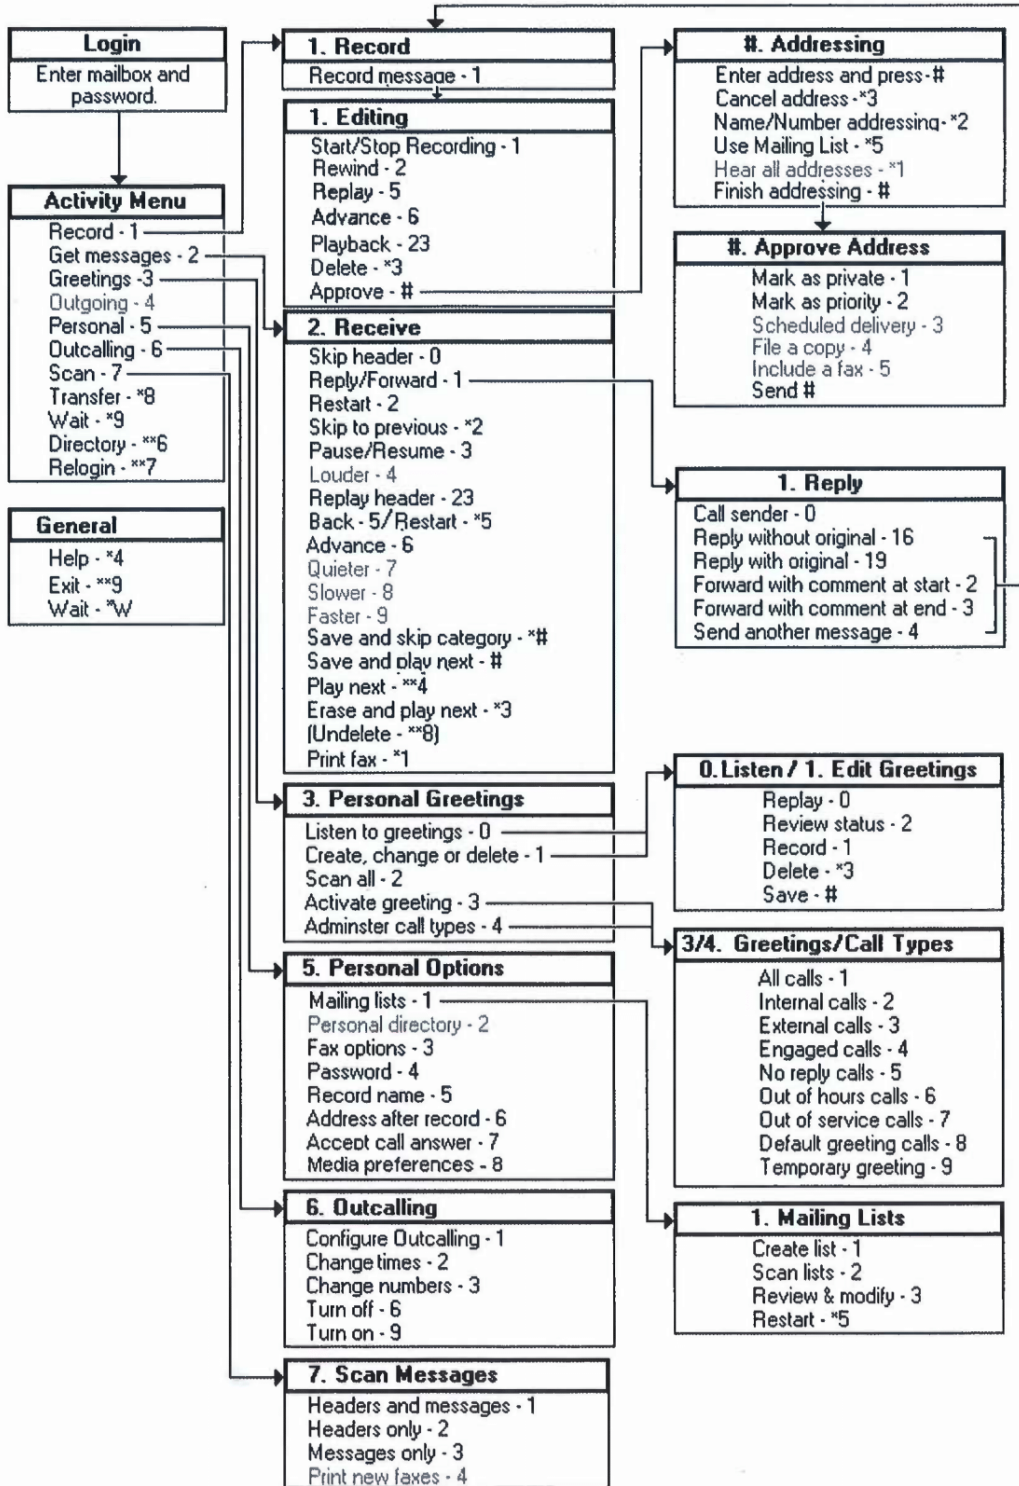 Login
Enter mailbox and
password.
Activity Menu
Record - 1
Get messages - 2
Greetings -3
Outgoing - 4
Personal - 5
Outcalling - 6
Scan - 7
Transfer - *8
Wait - *9
Directory - **6
Relogin - **7
General
Help - *4
Exit - **9
Wait - *W
1. Record
Record message - 1
1. Editing
Start/Stop Recording - 1
Rewind - 2
Replay - 5
Advance - 6
Playback - 23
Delete - *3
Approve - #
2. Receive
Skip header - 0
Reply/Forward - 1
Restart - 2
Skip to previous - *2
Pause/Resume - 3
Louder - 4
Replay header - 23
Back - 5/Restart - *5
Advance - 6
Quieter - 7
Slower - 8
Faster - 9
Save and skip category - *#
Save and play next - #
Play next - **4
Erase and play next - *3
(Undelete - **8)
Print fax - *1
3. Personal Greetings
Listen to greetings - 0
Create, change or delete - 1
Scan all - 2
Activate greeting - 3
Adminster call types - 4
5. Personal Options
Mailing lists - 1
Personal directory - 2
Fax options - 3
Password - 4
Record name - 5
Address after record - 6
Accept call answer - 7
Media preferences - 8
6. Outcalling
Configure Outcalling - 1
Change times - 2
Change numbers - 3
Turn off - 6
Turn on - 9
7. Scan Messages
Headers and messages - 1
Headers only - 2
Messages only - 3
Print new faxes - 4
#. Addressing
Enter address and press-#
Cancel address -*3
Name/Number addressing-*2
Use Mailing List - *5
Hear all addresses - *1
Finish addressing - #
#. Approve Address
Mark as private - 1
Mark as priority - 2
Scheduled delivery - 3
File a copy - 4
Include a fax - 5
Send #
1. Reply
Call sender - 0
Reply without original - 16
Reply with original - 19
Forward with comment at start - 2
Forward with comment at end - 3
Send another message - 4
0.Listen / 1. Edit Greetings
Replay - 0
Review status - 2
Record - 1
Delete - *3
Save - #
3/4. Greetings/Call Types
All calls - 1
Internal calls - 2
External calls - 3
Engaged calls - 4
No reply calls - 5
Out of hours calls - 6
Out of service calls - 7
Default greeting calls - 8
Temporary greeting - 9
1. Mailing Lists
Create list - 1
Scan lists - 2
Review & modify - 3
Restart - *5